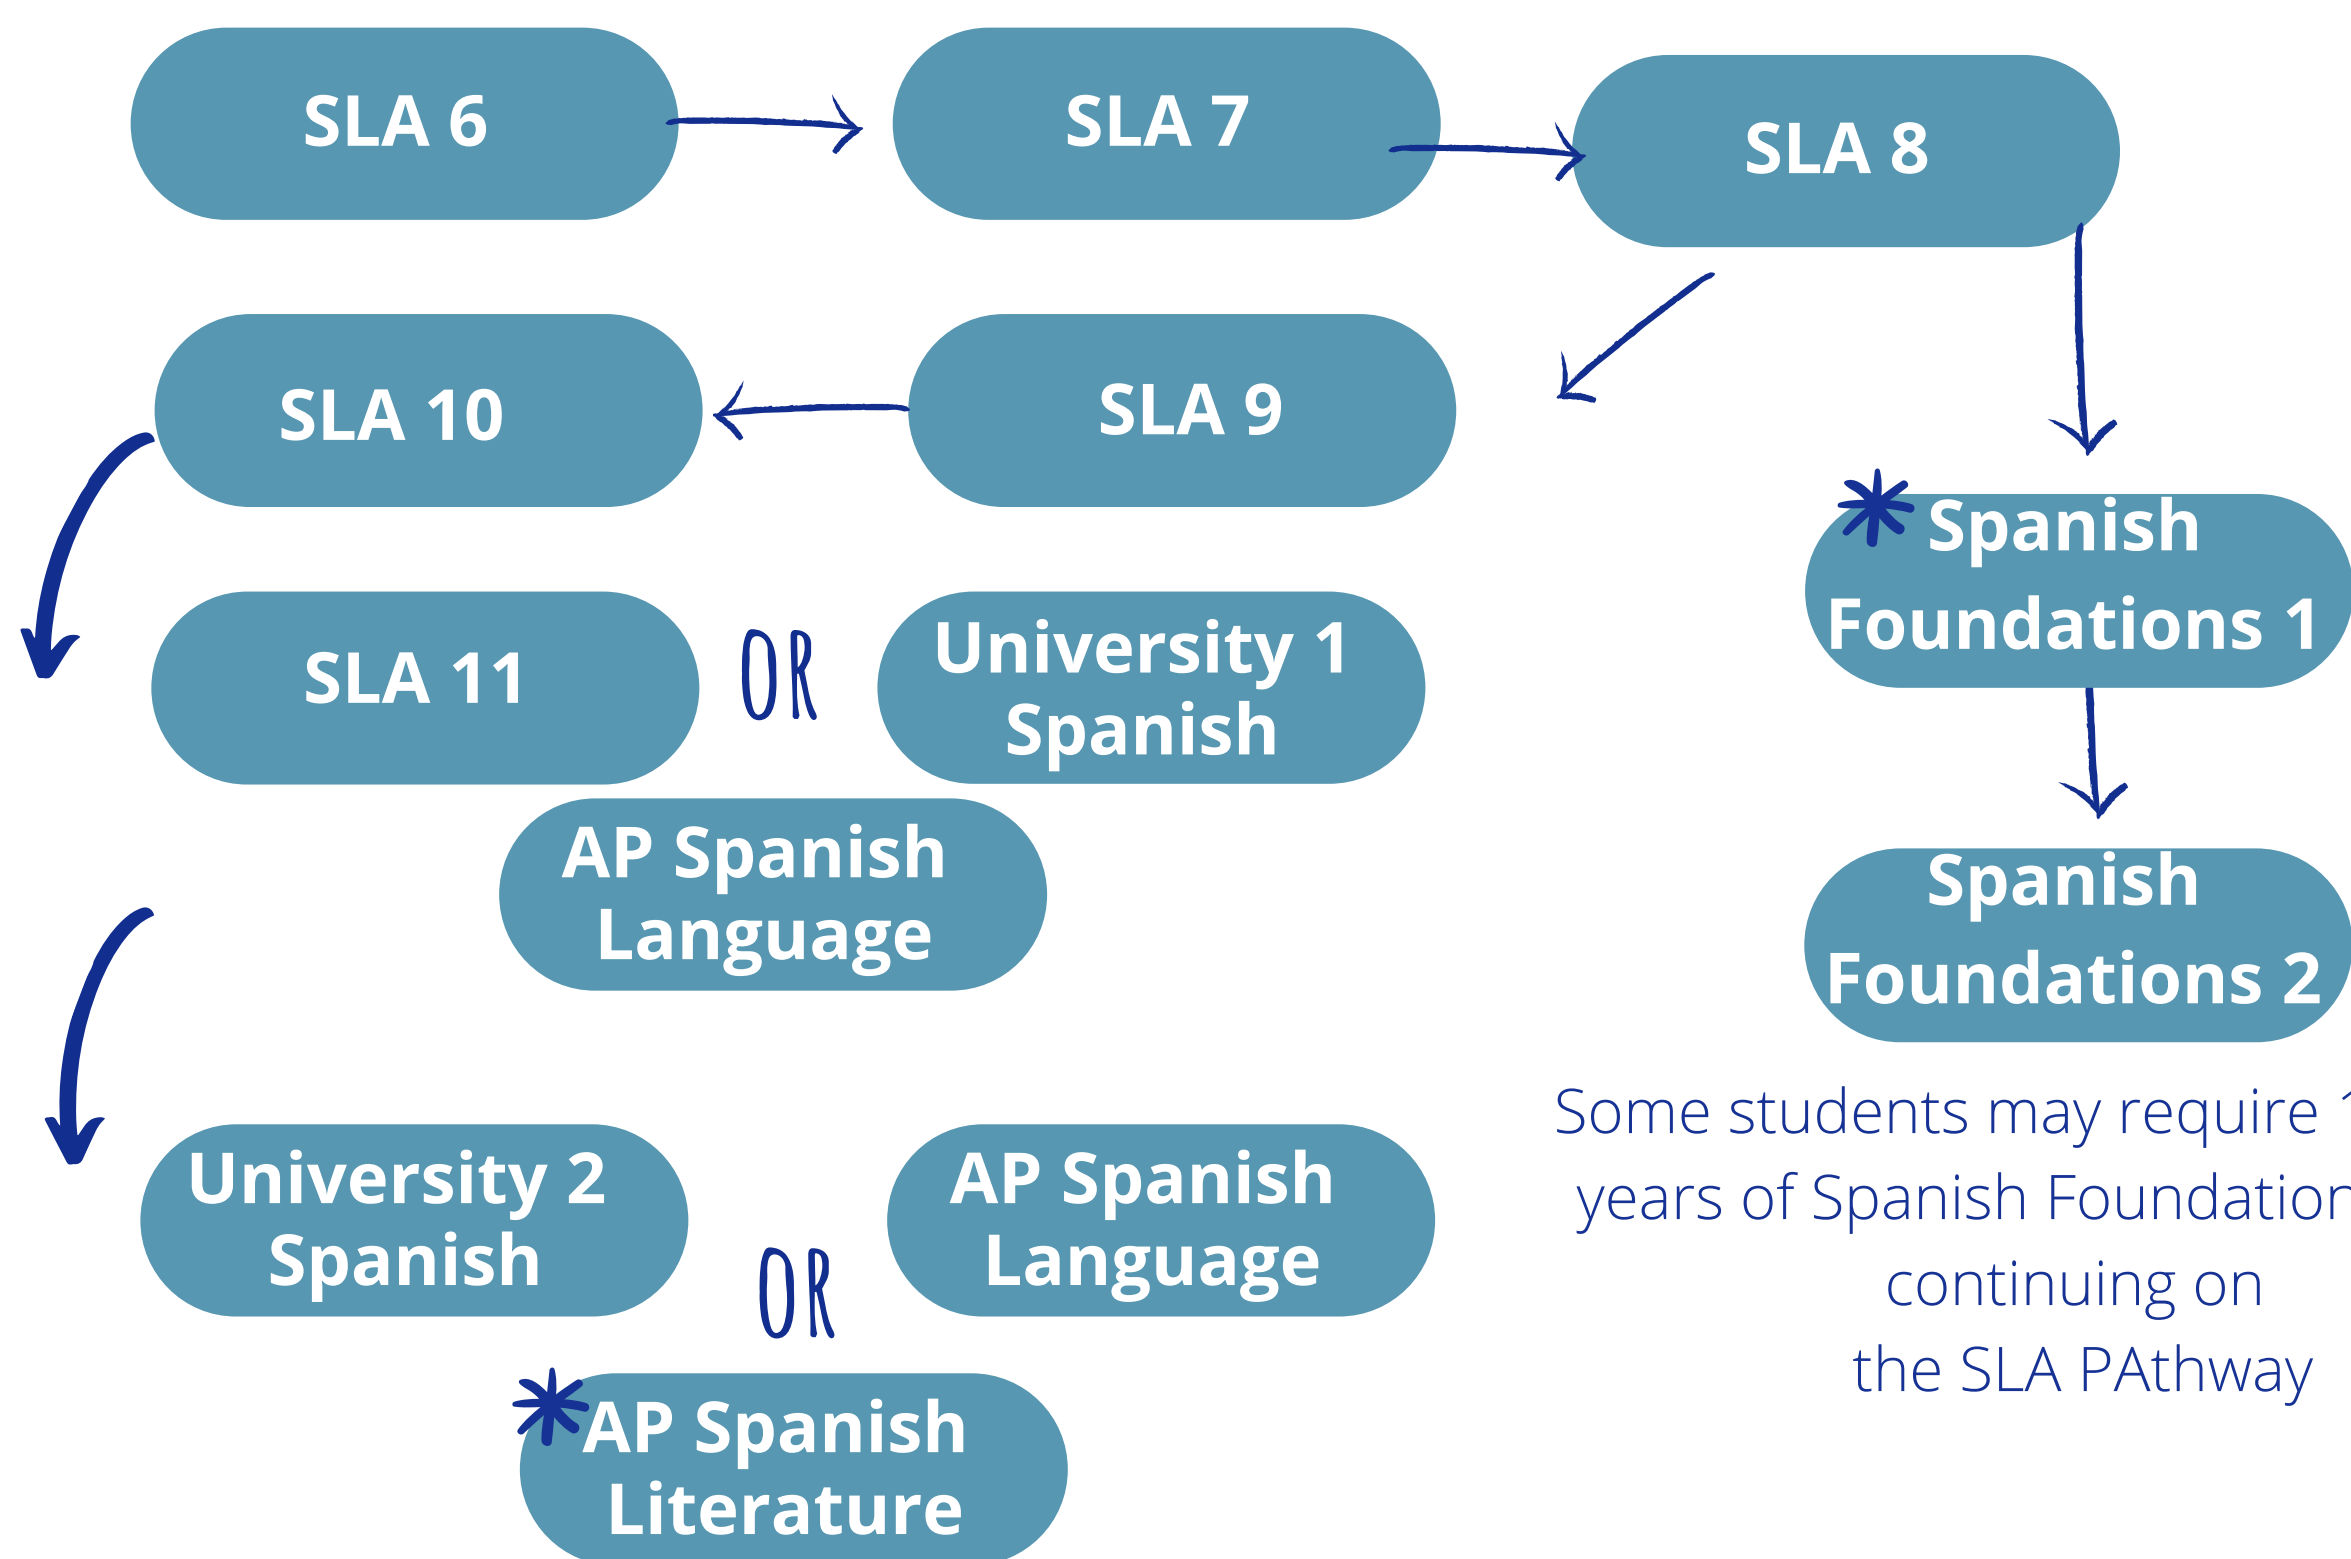 SLA 6
SLA 7
SLA 8
SLA 10
SLA 9
SLA 11
OR
University 1
Spanish
AP Spanish
Language
University 2
Spanish
OR
AP Spanish
Language
AP Spanish
Literature
Spanish
Foundations 1
Spanish
Foundations 2
Some students may require
years of Spanish
continuing on
the SLA PAthway